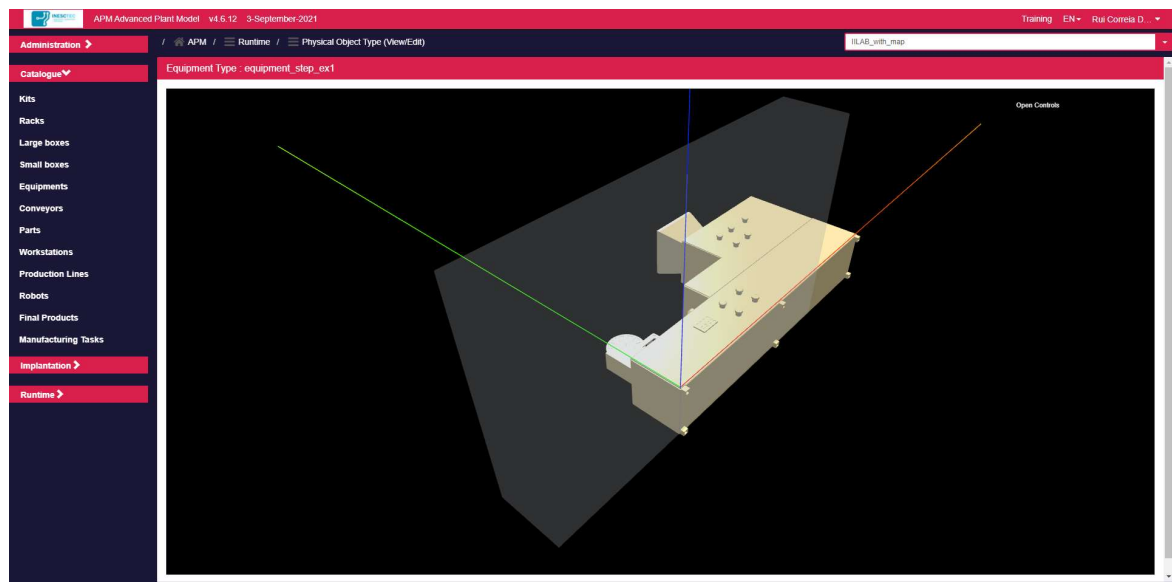 INESCTEC
APM Advanced Plant Model v4.6.12 3-September-2021
Training EN Rui Correia D...
Administration
/ APM / Runtime / Physical Object Type (View/Edit)
IILAB_with_map
Catalogue
Equipment Type : equipment_step_ex1
Kits
Racks
Large boxes
Small boxes
Equipments
Conveyors
Parts
Workstations
Production Lines
Robots
Final Products
Manufacturing Tasks
Implantation
Runtime
Open Controls